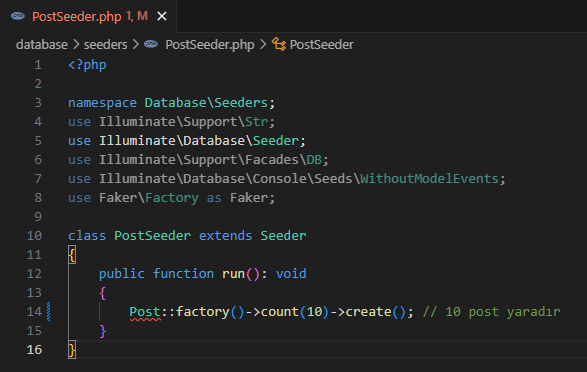 PostSeeder.php 1, M
database > seeders > PostSeeder.php > PostSeeder
1 <?php
2
3 namespace Database\Seeders;
4 use Illuminate\Support\Str;
5 use Illuminate\Database\Seeder;
6 use Illuminate\Support\Facades\DB;
7 use Illuminate\Database\Console\Seeds\WithoutModelEvents;
8 use Faker\Factory as Faker;
9
10 class PostSeeder extends Seeder
11 {
12     public function run(): void
13     {
14         Post::factory()->count(10)->create(); // 10 post yaradır
15     }
16 }